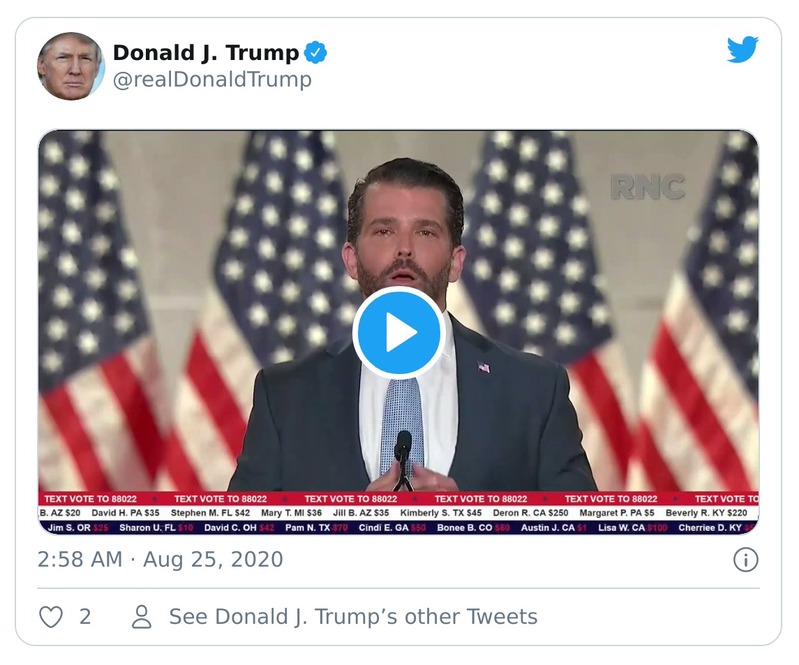 Donald J. Trump
@realDonaldTrump
RNC
TEXT VOTE TO 88022 TEXT VOTE TO 88022 TEXT VOTE TO 88022 TEXT VOTE TO 88022 TEXT VOTE TO 88022 TEXT VOTE TO
B. AZ $20 David H. PA $35 Stephen M. FL $42 Mary T. MI $36 Jill B. AZ $35 Kimberly S. TX $45 Deron R. CA $250 Margaret P. PA $5 Beverly R. KY $220
Jim S. OR $25 Sharon U. FL $10 David C. OH $42 Pam N. TX $70 Cindi E. GA $50 Bonee B. CO $80 Austin J. CA $1 Lisa W. CA $100 Cherriee D. KY
2:58 AM · Aug 25, 2020
2 See Donald J. Trump’s other Tweets